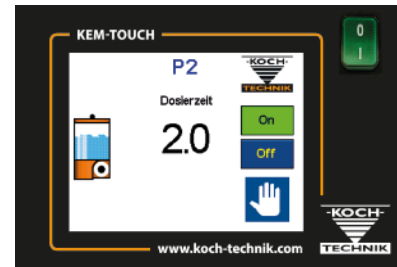 KEM-TOUCH
P2
KOCH-
TECHNIK
Dosierzeit
2.0
On
Off
www.koch-technik.com
0
I
-KOCH-
TECHNIK